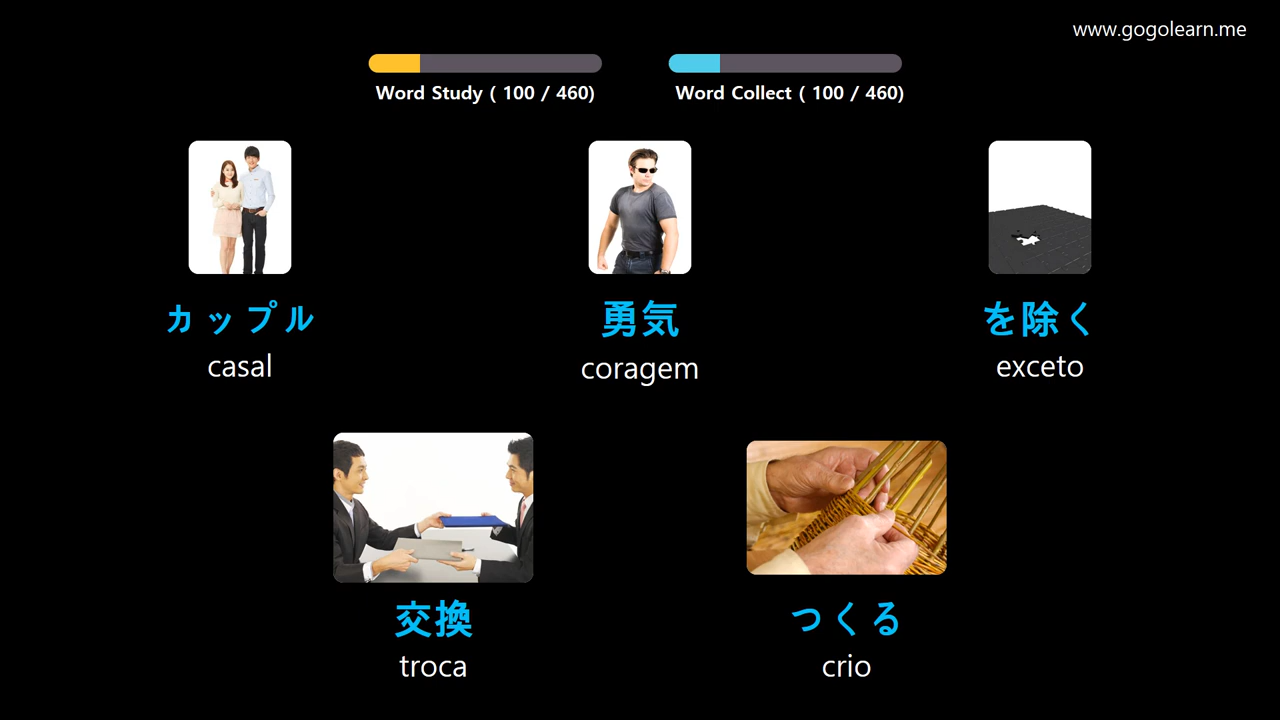 www.gogolearn.me
Word Study ( 100 / 460)
Word Collect ( 100 / 460)
カップル
casal
勇気
coragem
を除く
exceto
交換
troca
つくる
crio